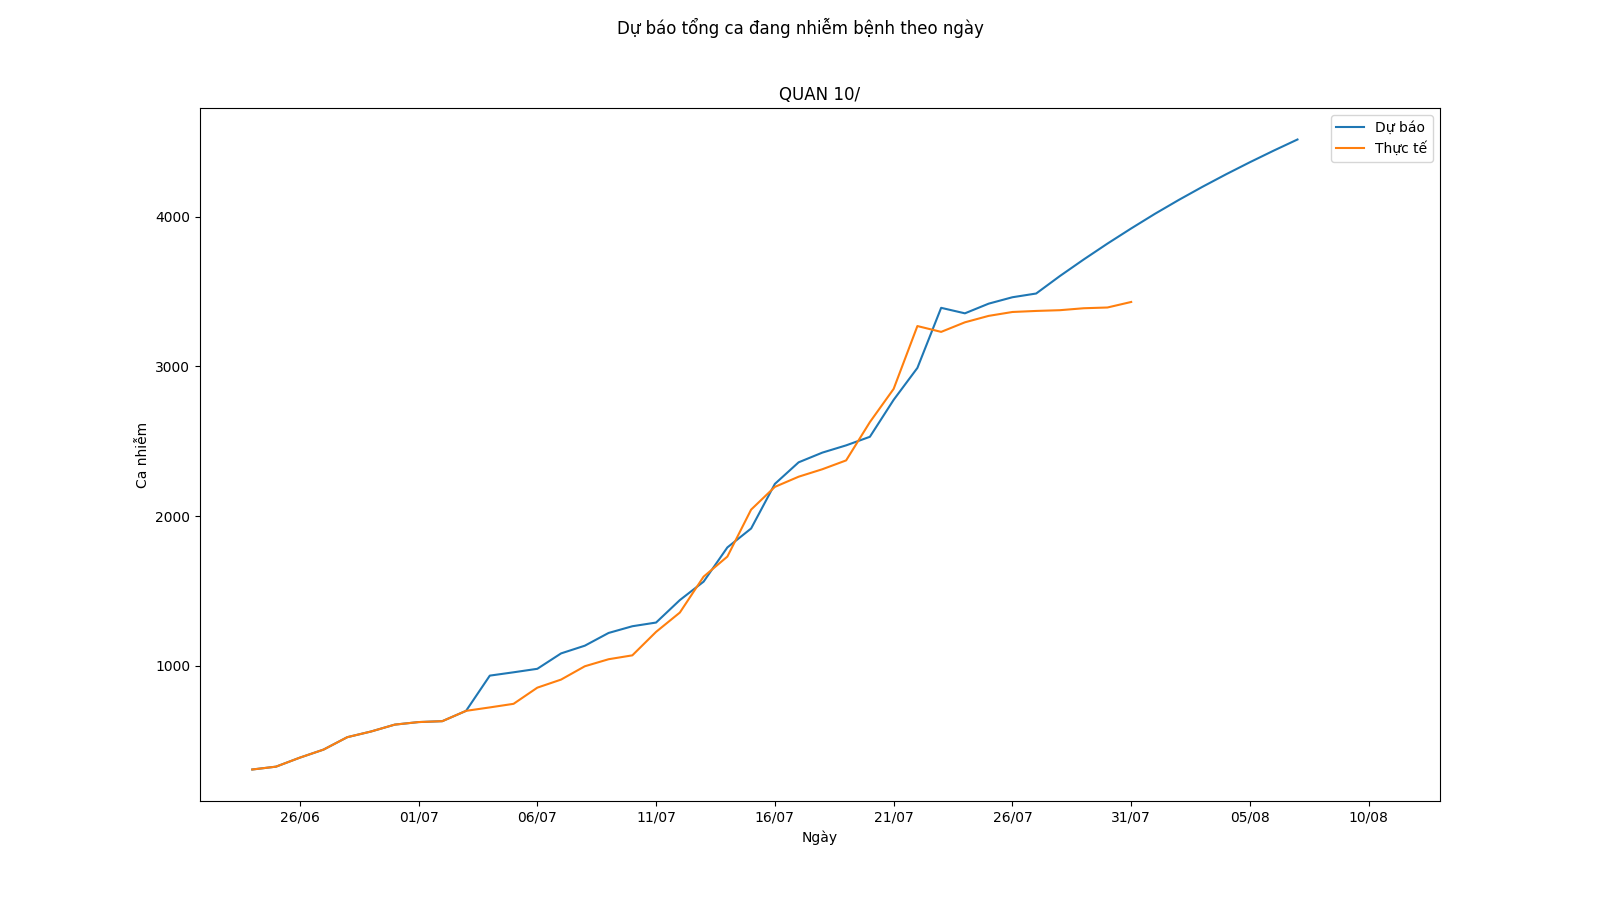 Dự báo tổng ca đang nhiễm bệnh theo ngày
QUAN 10/
Dự báo
Thực tế
4000
3000
2000
1000
Ca nhiễm
26/06 01/07 06/07 11/07 16/07 21/07 26/07 31/07 05/08 10/08
Ngày